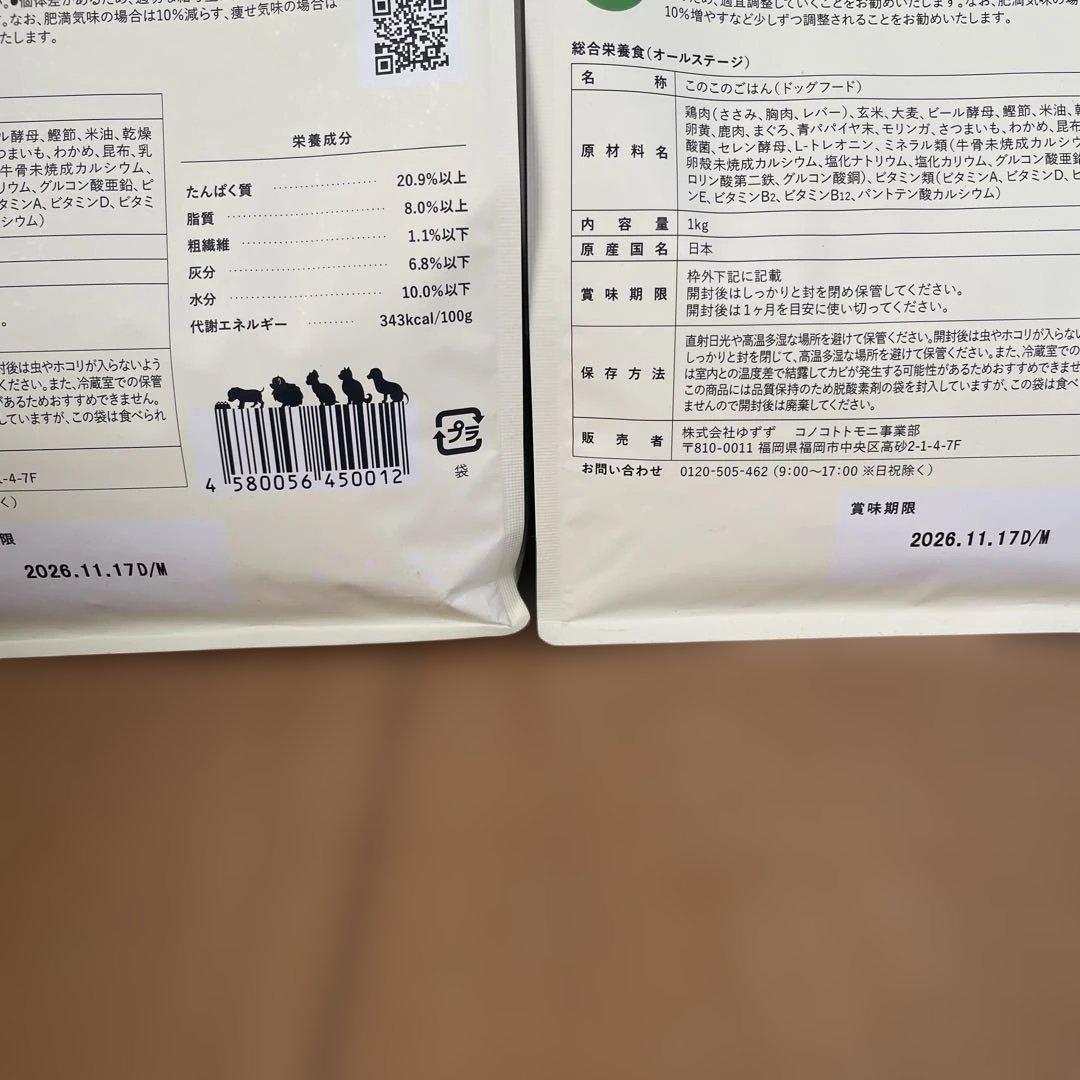 個体差があるため、
。なお、肥満気味の場合は10%減らす、痩せ気味の場合は
たします。
ル酵母、鰹節、米油、乾燥
つまいも、わかめ、昆布、乳
牛骨未焼成カルシウム、
リウム、グルコン酸亜鉛、ビ
タミンA、ビタミンD、ビタミ
シウム)
。
封後は虫やホコリが入らないよう
ください。また、冷蔵室での保管
があるためおすすめできません。
していますが、この袋は食べられ
-4-7F
く)
限
2026.11.17D/M
栄養成分
たんぱく質 20.9%以上
脂質 8.0%以上
粗繊維 1.1%以下
灰分 6.8%以下
水分 10.0%以下
代謝エネルギー 343kcal/100g
4 580056 450012
プラ
袋
ため、適宜調整していくことをお勧めいたします。なお、肥満気味の場
10%増やすなど少しずつ調整されることをお勧めいたします。
総合栄養食(オールステージ)
名称 このこのごはん(ドッグフード)
原材料名
鶏肉(ささみ、胸肉、レバー)、玄米、大麦、ビール酵母、鰹節、米油、
卵黄、鹿肉、まぐろ、青パパイヤ末、モリンガ、さつまいも、わかめ、昆
酸菌、セレン酵母、L-トレオニン、ミネラル類(牛骨未焼成カルシウ
卵殻未焼成カルシウム、塩化ナトリウム、塩化カリウム、グルコン酸亜
ロリン酸第二鉄、グルコン酸銅)、ビタミン類(ビタミンA、ビタミンD、ビ
ンE、ビタミンB2、ビタミンB12、パントテン酸カルシウム)
内容量 1kg
原産国名 日本
賞味期限
枠外下記に記載
開封後はしっかりと封を閉め保管してください。
開封後は1ヶ月を目安に使い切ってください。
保存方法
直射日光や高温多湿な場所を避けて保管ください。開封後は虫やホコリが入らない
しっかりと封を閉じて、高温多湿な場所を避けて保管ください。また、冷蔵室での
は室内との温度差で結露してカビが発生する可能性があるためおすすめできませ
この商品には品質保持のため脱酸素剤の袋を封入していますが、この袋は食べ
ませんので開封後は廃棄してください。
販売者
株式会社ゆずず コノコトトモニ事業部
〒810-0011 福岡県福岡市中央区高砂2-1-4-7F
お問い合わせ 0120-505-462(9:00〜17:00 ※日祝除く)
賞味期限
2026.11.17D/M